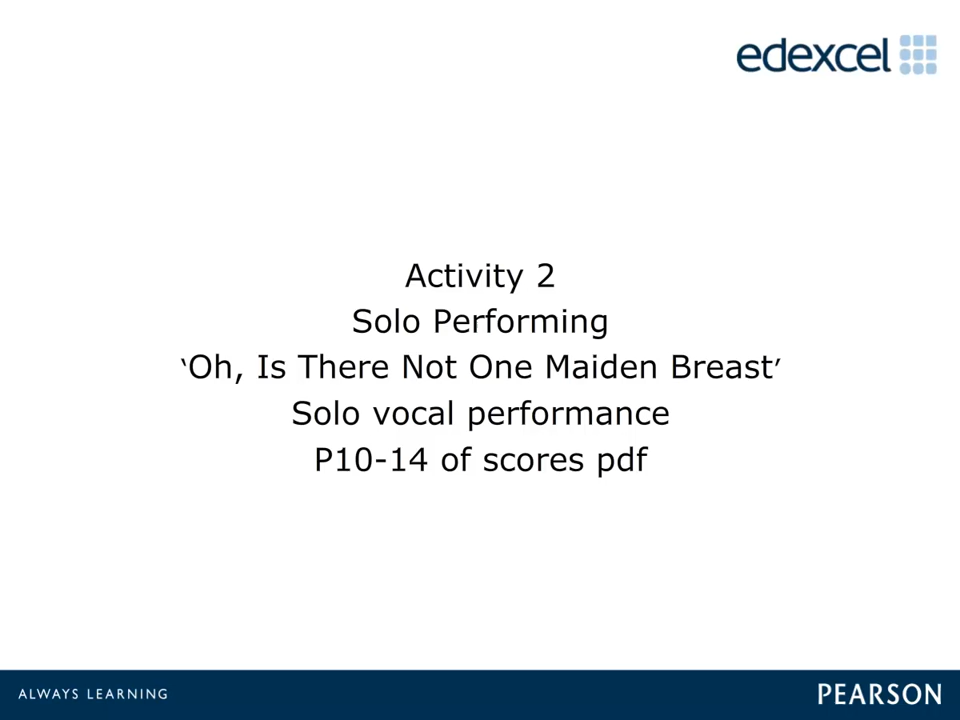 edexcel
Activity 2
Solo Performing
‘Oh, Is There Not One Maiden Breast’
Solo vocal performance
P10-14 of scores pdf
ALWAYS LEARNING
PEARSON